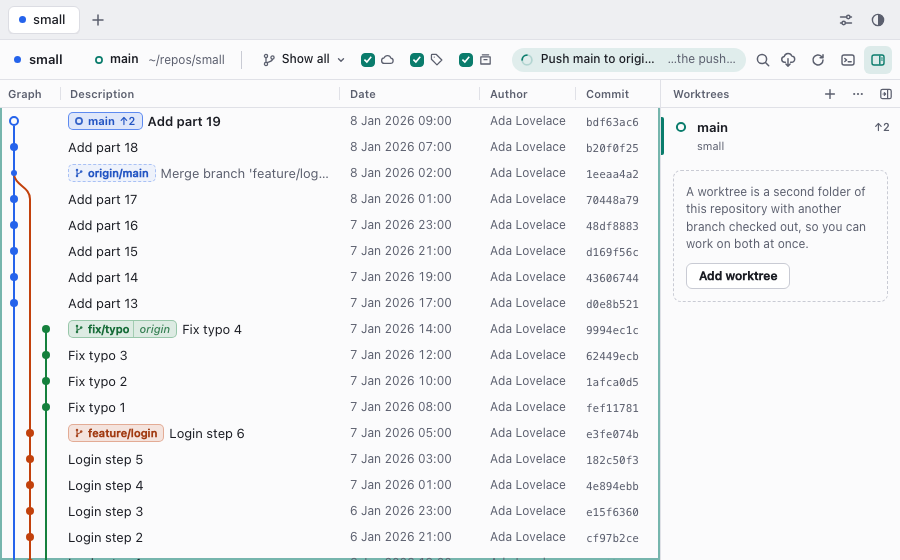 small
small
main ~/repos/small
Show all
Push main to origi… …the push…
Graph Description Date Author Commit
Worktrees
main ↑2 Add part 19 8 Jan 2026 09:00 Ada Lovelace bdf63ac6
Add part 18 8 Jan 2026 07:00 Ada Lovelace b20f0f25
origin/main Merge branch 'feature/log… 8 Jan 2026 02:00 Ada Lovelace 1eeaa4a2
Add part 17 8 Jan 2026 01:00 Ada Lovelace 70448a79
Add part 16 7 Jan 2026 23:00 Ada Lovelace 48df8883
Add part 15 7 Jan 2026 21:00 Ada Lovelace d169f56c
Add part 14 7 Jan 2026 19:00 Ada Lovelace 43606744
Add part 13 7 Jan 2026 17:00 Ada Lovelace d0e8b521
fix/typo origin Fix typo 4 7 Jan 2026 14:00 Ada Lovelace 9994ec1c
Fix typo 3 7 Jan 2026 12:00 Ada Lovelace 62449ecb
Fix typo 2 7 Jan 2026 10:00 Ada Lovelace 1afca0d5
Fix typo 1 7 Jan 2026 08:00 Ada Lovelace fef11781
feature/login Login step 6 7 Jan 2026 05:00 Ada Lovelace e3fe074b
Login step 5 7 Jan 2026 03:00 Ada Lovelace 182c50f3
Login step 4 7 Jan 2026 01:00 Ada Lovelace 4e894ebb
Login step 3 6 Jan 2026 23:00 Ada Lovelace e15f6360
Login step 2 6 Jan 2026 21:00 Ada Lovelace cf97b2ce
main ↑2
small
A worktree is a second folder of
this repository with another
branch checked out, so you can
work on both at once.
Add worktree